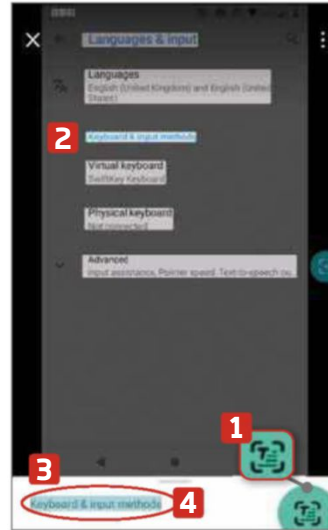 Languages & input
Languages
English (United Kingdom) and English (United
States)
2
Keyboard & input methods
Virtual keyboard
SwiftKey Keyboard
Physical keyboard
Not connected
Advanced
Input assistance, Pointer speed, Text-to-speech ou...
1
3
Keyboard & input methods
4